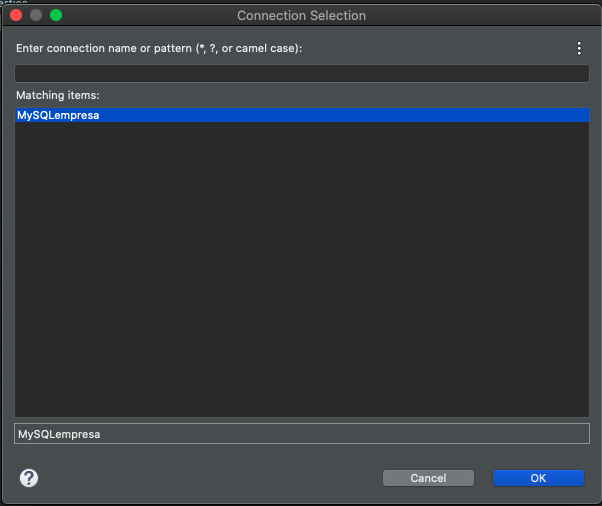 Connection Selection
Enter connection name or pattern (*, ?, or camel case):
Matching items:
MySQLempresa
MySQLempresa
?
Cancel
OK